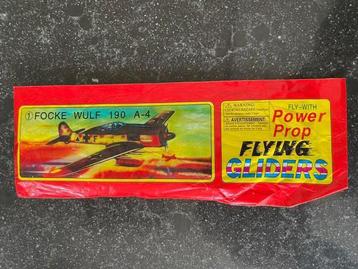 ① FOCKE WULF 190 A-4
WARNING:
AVERTISSEMENT:
FLY-WITH
Power
Prop
FLYING
GLIDERS